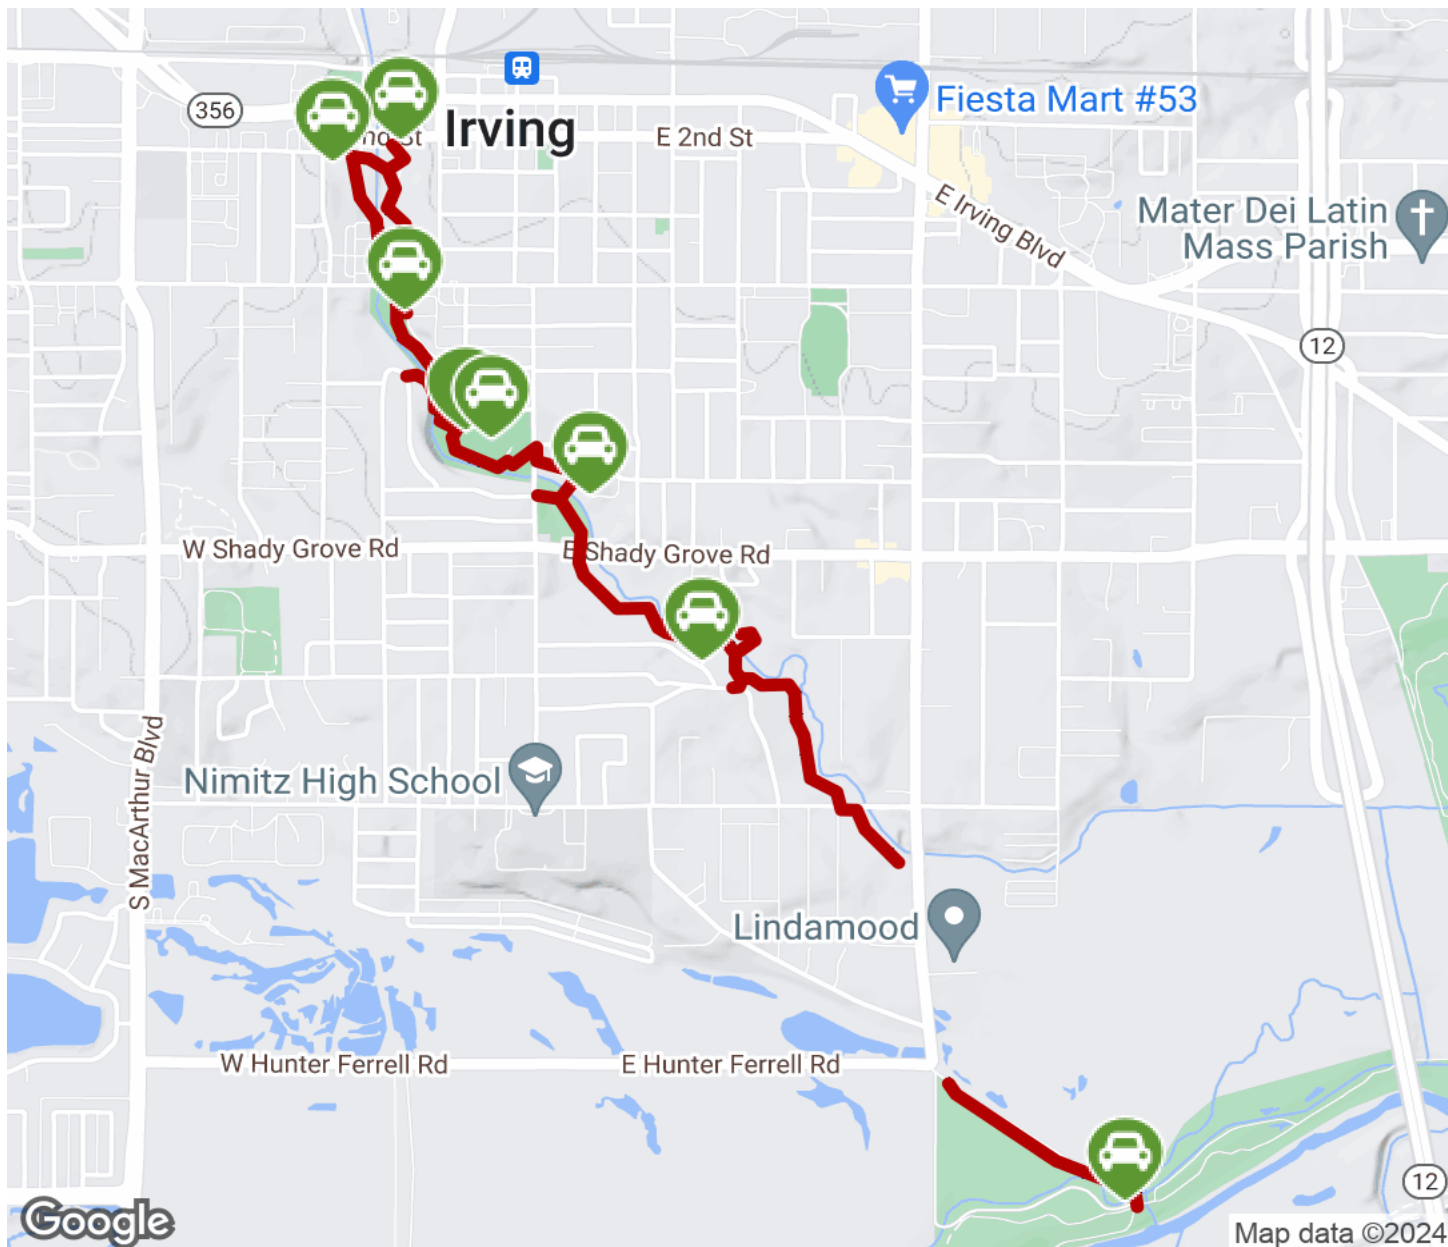 356
Irving
nd St
E 2nd St
Fiesta Mart #53
E Irving Blvd
Mater Dei Latin
Mass Parish
12
W Shady Grove Rd
E Shady Grove Rd
S MacArthur Blvd
Nimitz High School
Lindamood
W Hunter Ferrell Rd
E Hunter Ferrell Rd
12
Google
Map data ©2024